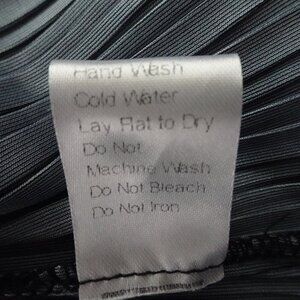 Hand Wash
Cold Water
Lay Flat to Dry
Do Not
Machine Wash
Do Not Bleach
Do Not Iron